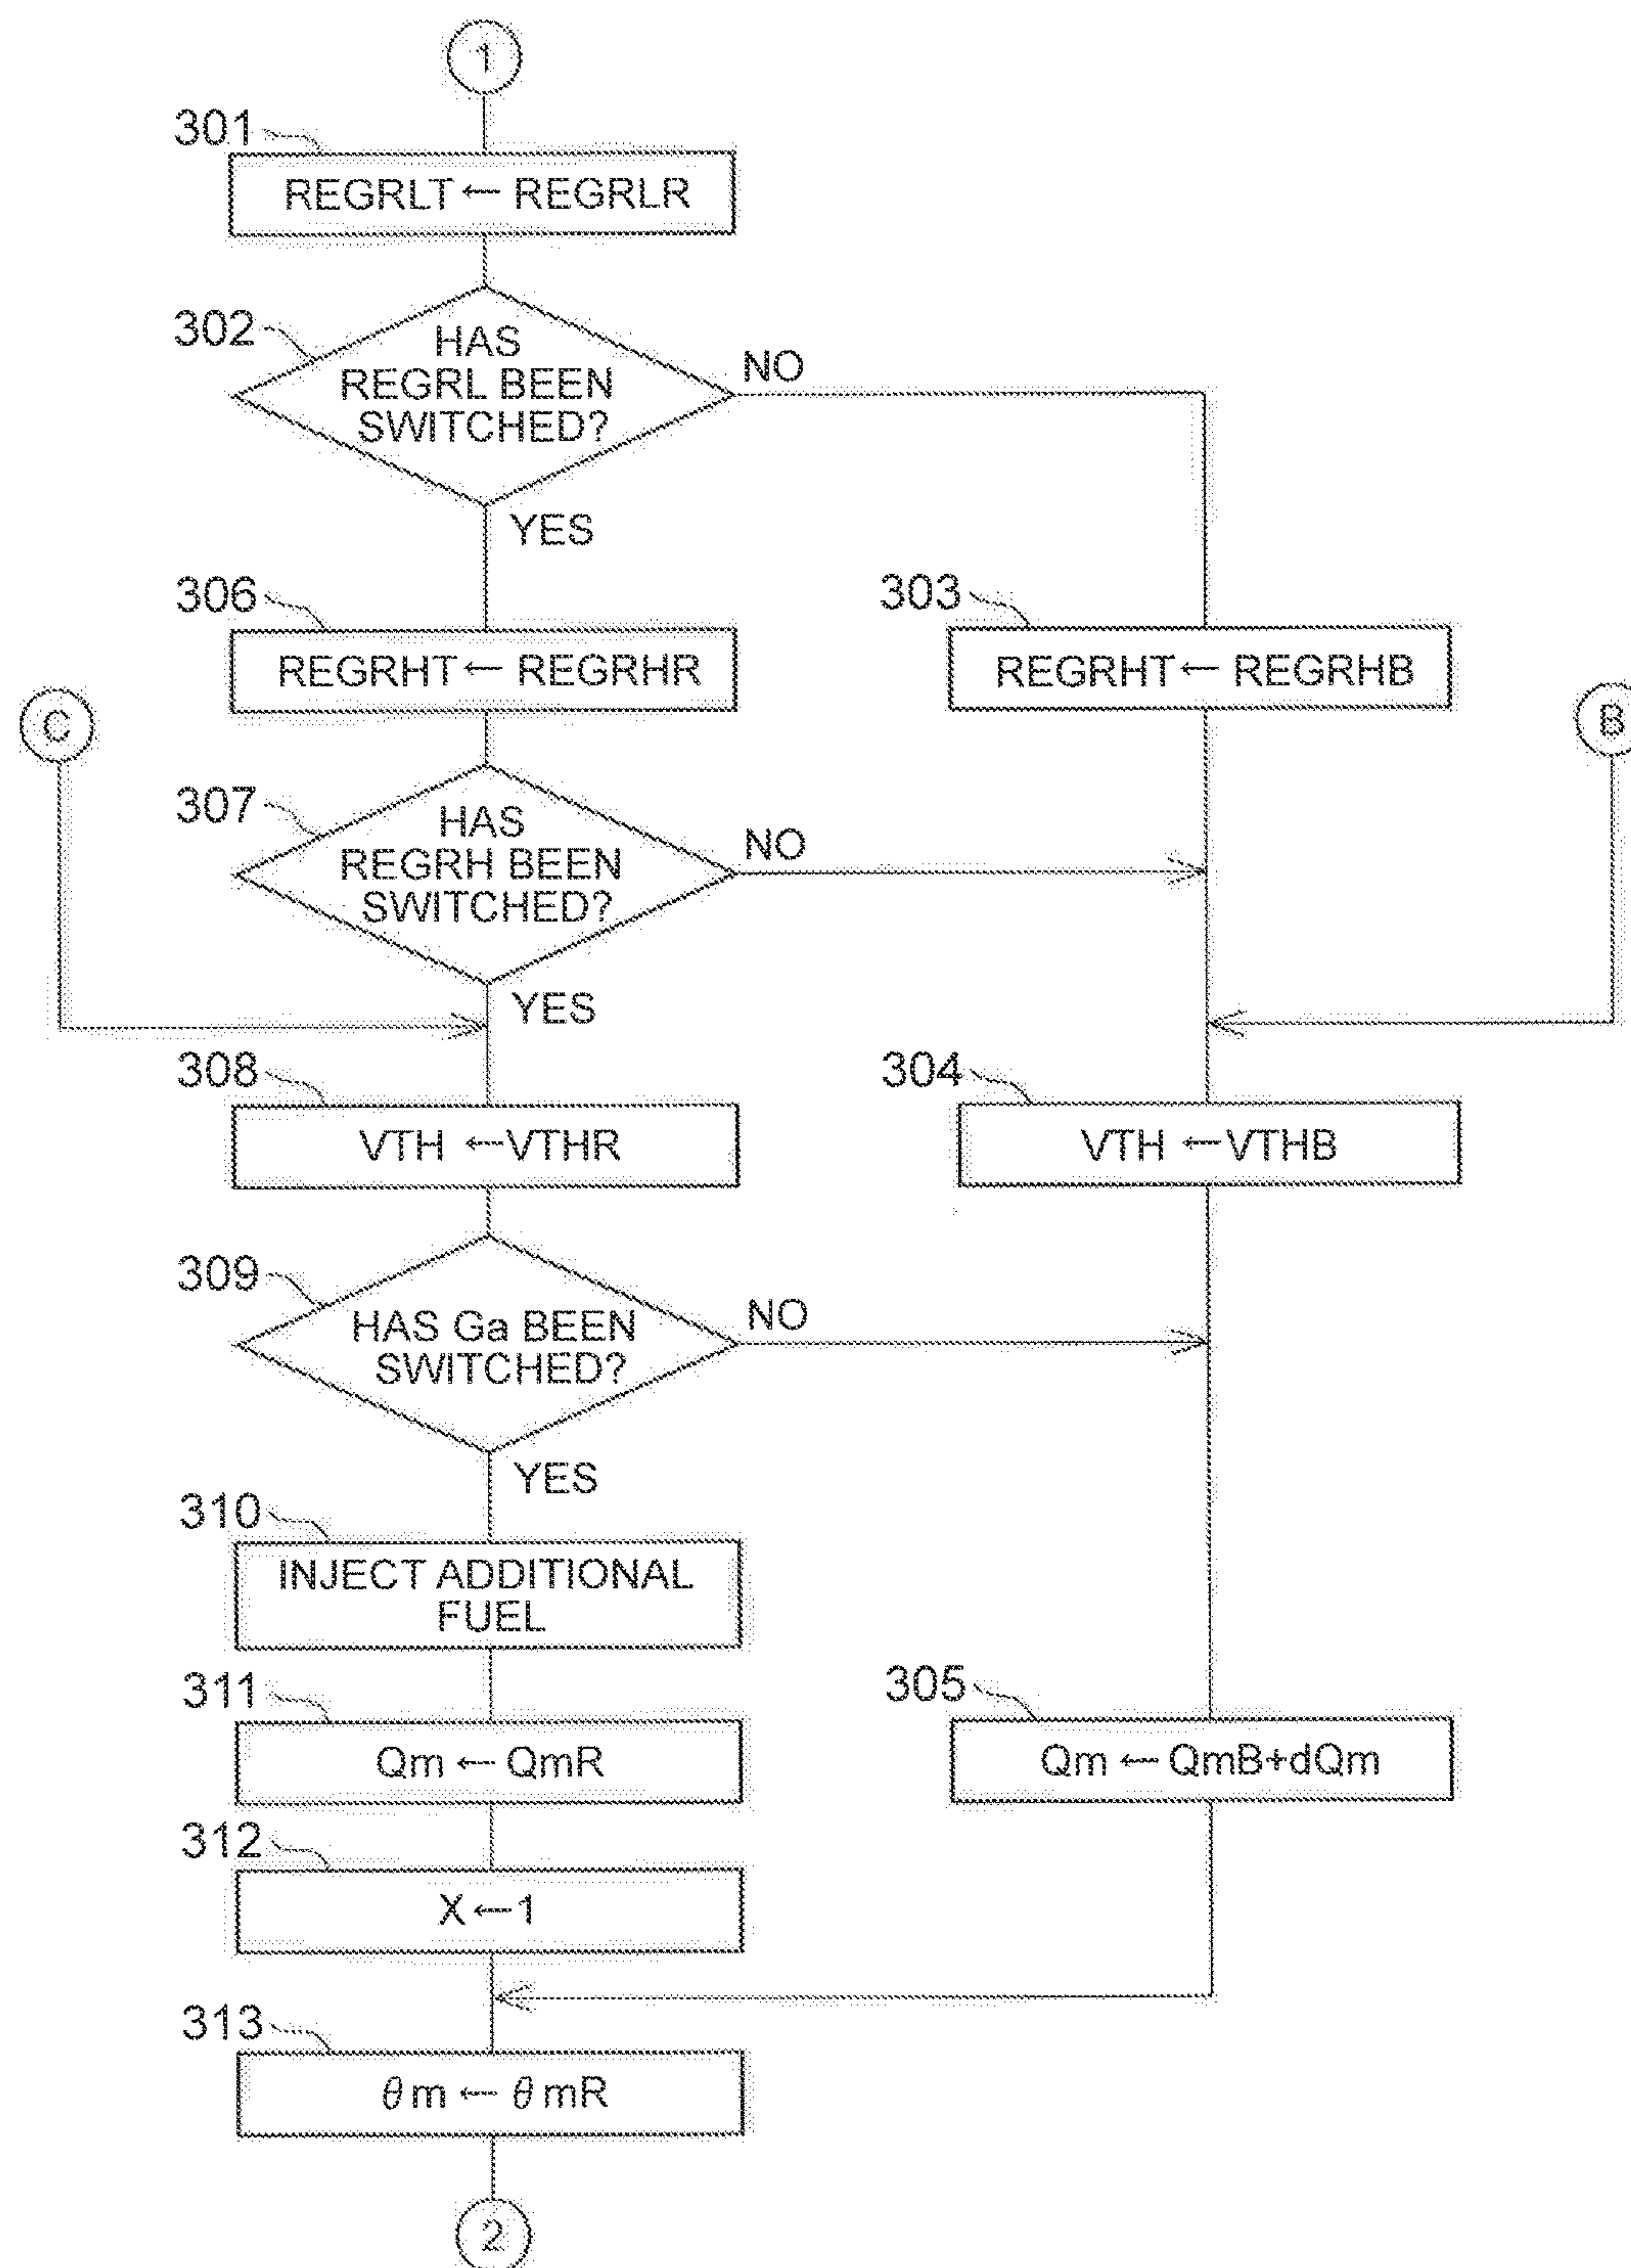 1
301
REGRLT ← REGRLR
302
HAS
REGRL BEEN
SWITCHED?
NO
YES
306
REGRHT ← REGRHR
303
REGRHT ← REGRHB
C
B
307
HAS
REGRH BEEN
SWITCHED?
NO
YES
308
VTH ← VTHR
304
VTH ← VTHB
309
HAS Ga BEEN
SWITCHED?
NO
YES
310
INJECT ADDITIONAL
FUEL
311
Qm ← QmR
305
Qm ← QmB+dQm
312
X ← 1
313
θm ← θmR
2